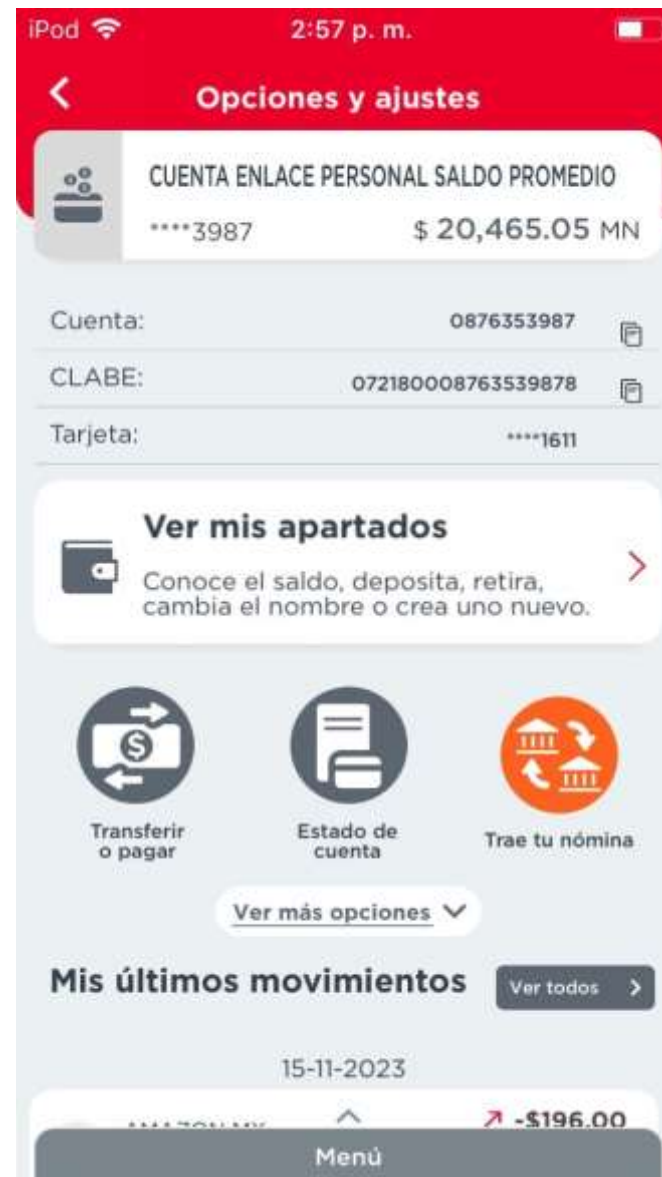 iPod 2:57 p. m.
Opciones y ajustes
CUENTA ENLACE PERSONAL SALDO PROMEDIO
****3987 $ 20,465.05 MN
Cuenta: 0876353987
CLABE: 072180008763539878
Tarjeta: ****1611
Ver mis apartados
Conoce el saldo, deposita, retira,
cambia el nombre o crea uno nuevo.
Transferir
o pagar
Estado de
cuenta
Trae tu nómina
Ver más opciones
Mis últimos movimientos Ver todos
15-11-2023
AMAZON MX -$196.00
Menú